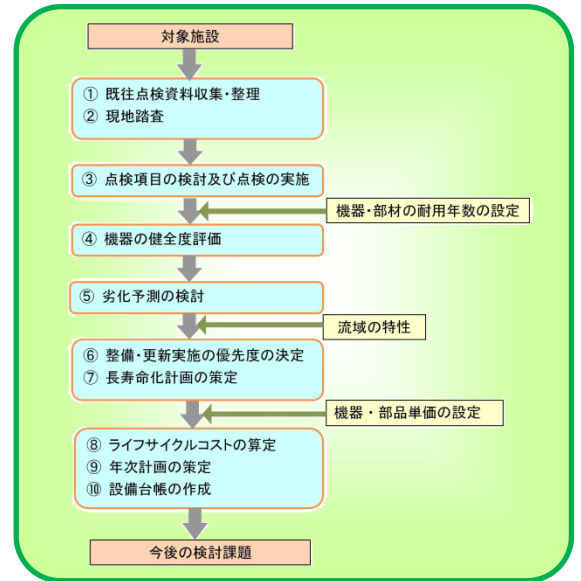 対象施設
① 既往点検資料収集・整理
② 現地踏査
③ 点検項目の検討及び点検の実施
機器・部材の耐用年数の設定
④ 機器の健全度評価
⑤ 劣化予測の検討
流域の特性
⑥ 整備・更新実施の優先度の決定
⑦ 長寿命化計画の策定
機器・部品単価の設定
⑧ ライフサイクルコストの算定
⑨ 年次計画の策定
⑩ 設備台帳の作成
今後の検討課題